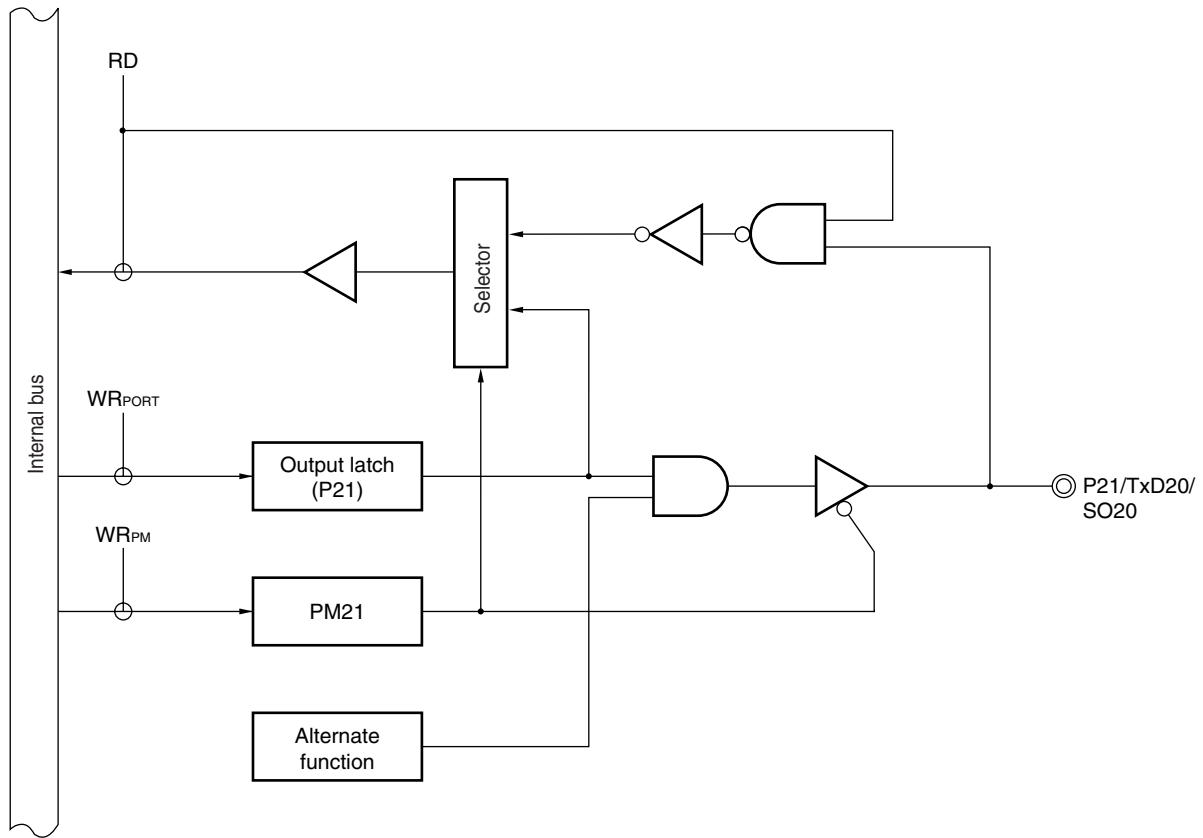 RD
Selector
Internal bus
WRPORT
Output latch
(P21)
P21/TxD20/
SO20
WRPM
PM21
Alternate
function